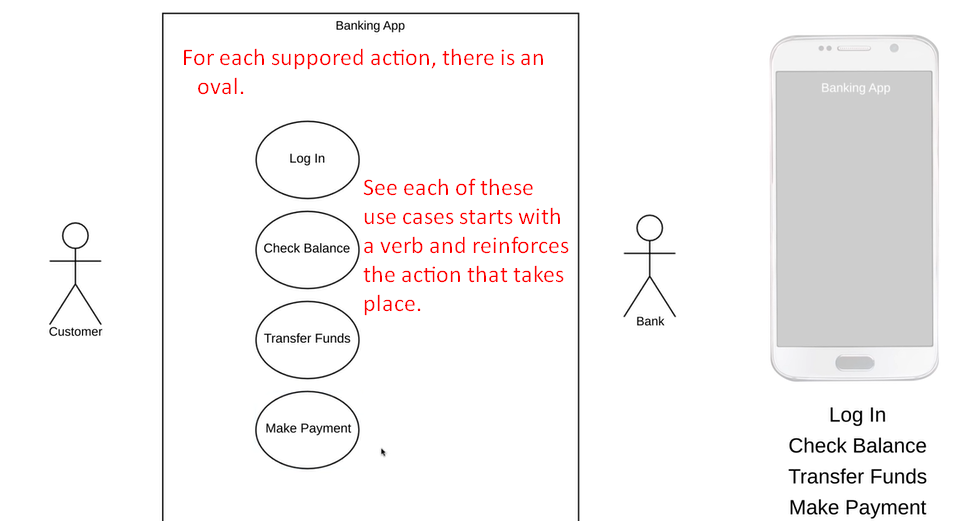 Banking App
For each suppored action, there is an
oval.
Log In
See each of these
use cases starts with
Check Balance
a verb and reinforces
the action that takes
place.
Transfer Funds
Make Payment
Customer
Bank
Banking App
Log In
Check Balance
Transfer Funds
Make Payment